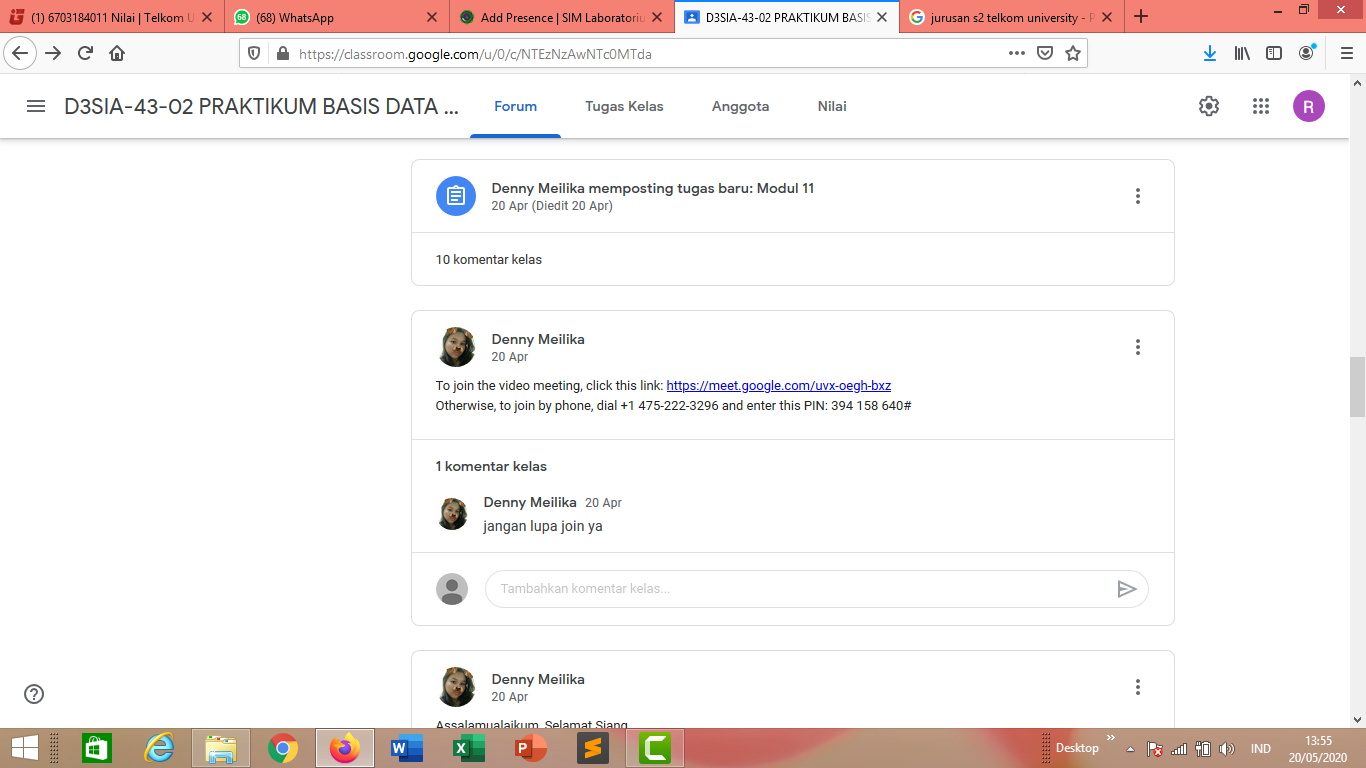 (1) 6703184011 Nilai | Telkom U
(68) WhatsApp
Add Presence | SIM Laboratoriu
D3SIA-43-02 PRAKTIKUM BASIS
jurusan s2 telkom university - P
https://classroom.google.com/u/0/c/NTEzNzAwNTc0MTda
D3SIA-43-02 PRAKTIKUM BASIS DATA ...
Forum
Tugas Kelas
Anggota
Nilai
R
Denny Meilika memposting tugas baru: Modul 11
20 Apr (Diedit 20 Apr)
10 komentar kelas
Denny Meilika
20 Apr
To join the video meeting, click this link: https://meet.google.com/uvx-oegh-bxz
Otherwise, to join by phone, dial +1 475-222-3296 and enter this PIN: 394 158 640#
1 komentar kelas
Denny Meilika 20 Apr
jangan lupa join ya
Tambahkan komentar kelas...
Denny Meilika
20 Apr
Assalamualaikum, Selamat Siang
Desktop
IND
13:55
20/05/2020